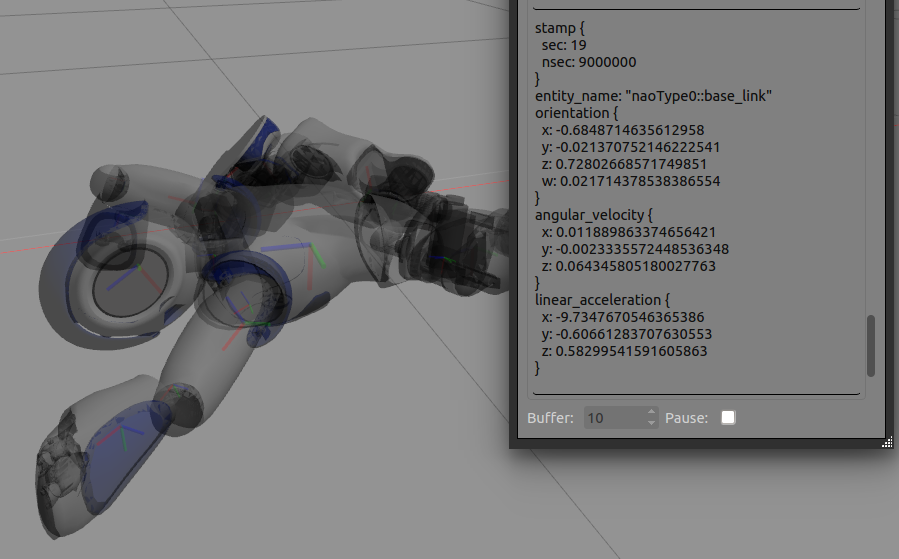 stamp {
sec: 19
nsec: 9000000
}
entity_name: "naoType0::base_link"
orientation {
x: -0.6848714635612958
y: -0.021370752146222541
z: 0.72802668571749851
w: 0.021714378538386554
}
angular_velocity {
x: 0.011889863374656421
y: -0.0023335572448536348
z: 0.064345805180027763
}
linear_acceleration {
x: -9.7347670546365386
y: -0.60661283707630553
z: 0.58299541591605863
}
Buffer: 10 Pause: